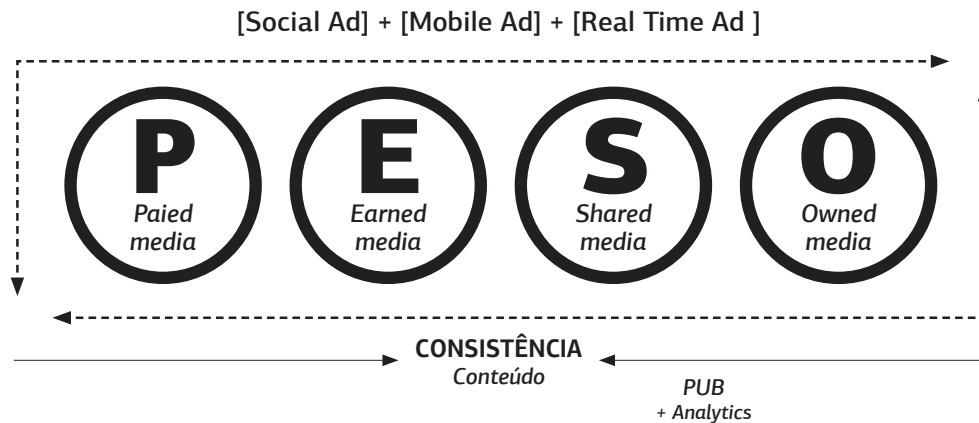 [Social Ad] + [Mobile Ad] + [Real Time Ad ]
P
Paied
media
E
Earned
media
S
Shared
media
O
Owned
media
CONSISTÊNCIA
Conteúdo
PUB
+ Analytics